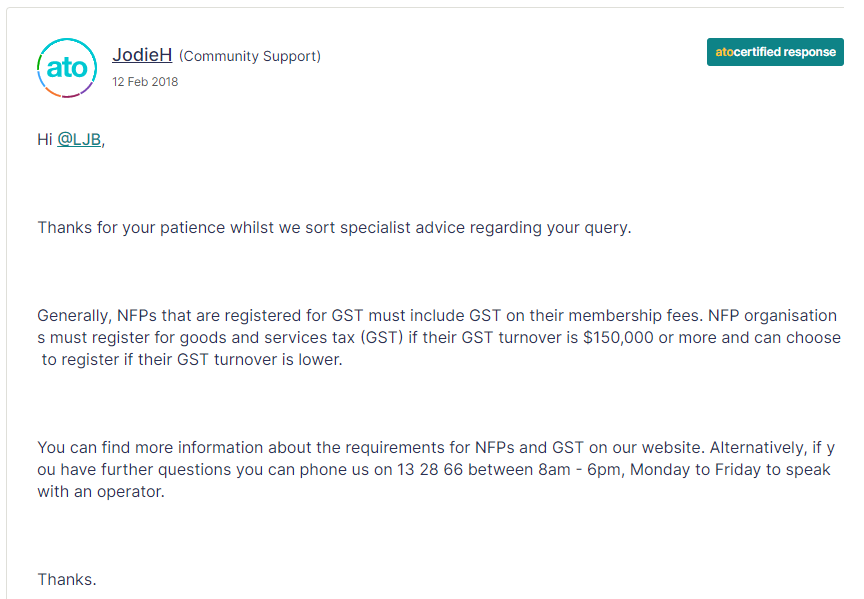 ato
JodieH (Community Support)
atocertified response
12 Feb 2018
Hi @LJB,
Thanks for your patience whilst we sort specialist advice regarding your query.
Generally, NFPs that are registered for GST must include GST on their membership fees. NFP organisation
s must register for goods and services tax (GST) if their GST turnover is $150,000 or more and can choose
to register if their GST turnover is lower.
You can find more information about the requirements for NFPs and GST on our website. Alternatively, if y
ou have further questions you can phone us on 13 28 66 between 8am - 6pm, Monday to Friday to speak
with an operator.
Thanks.